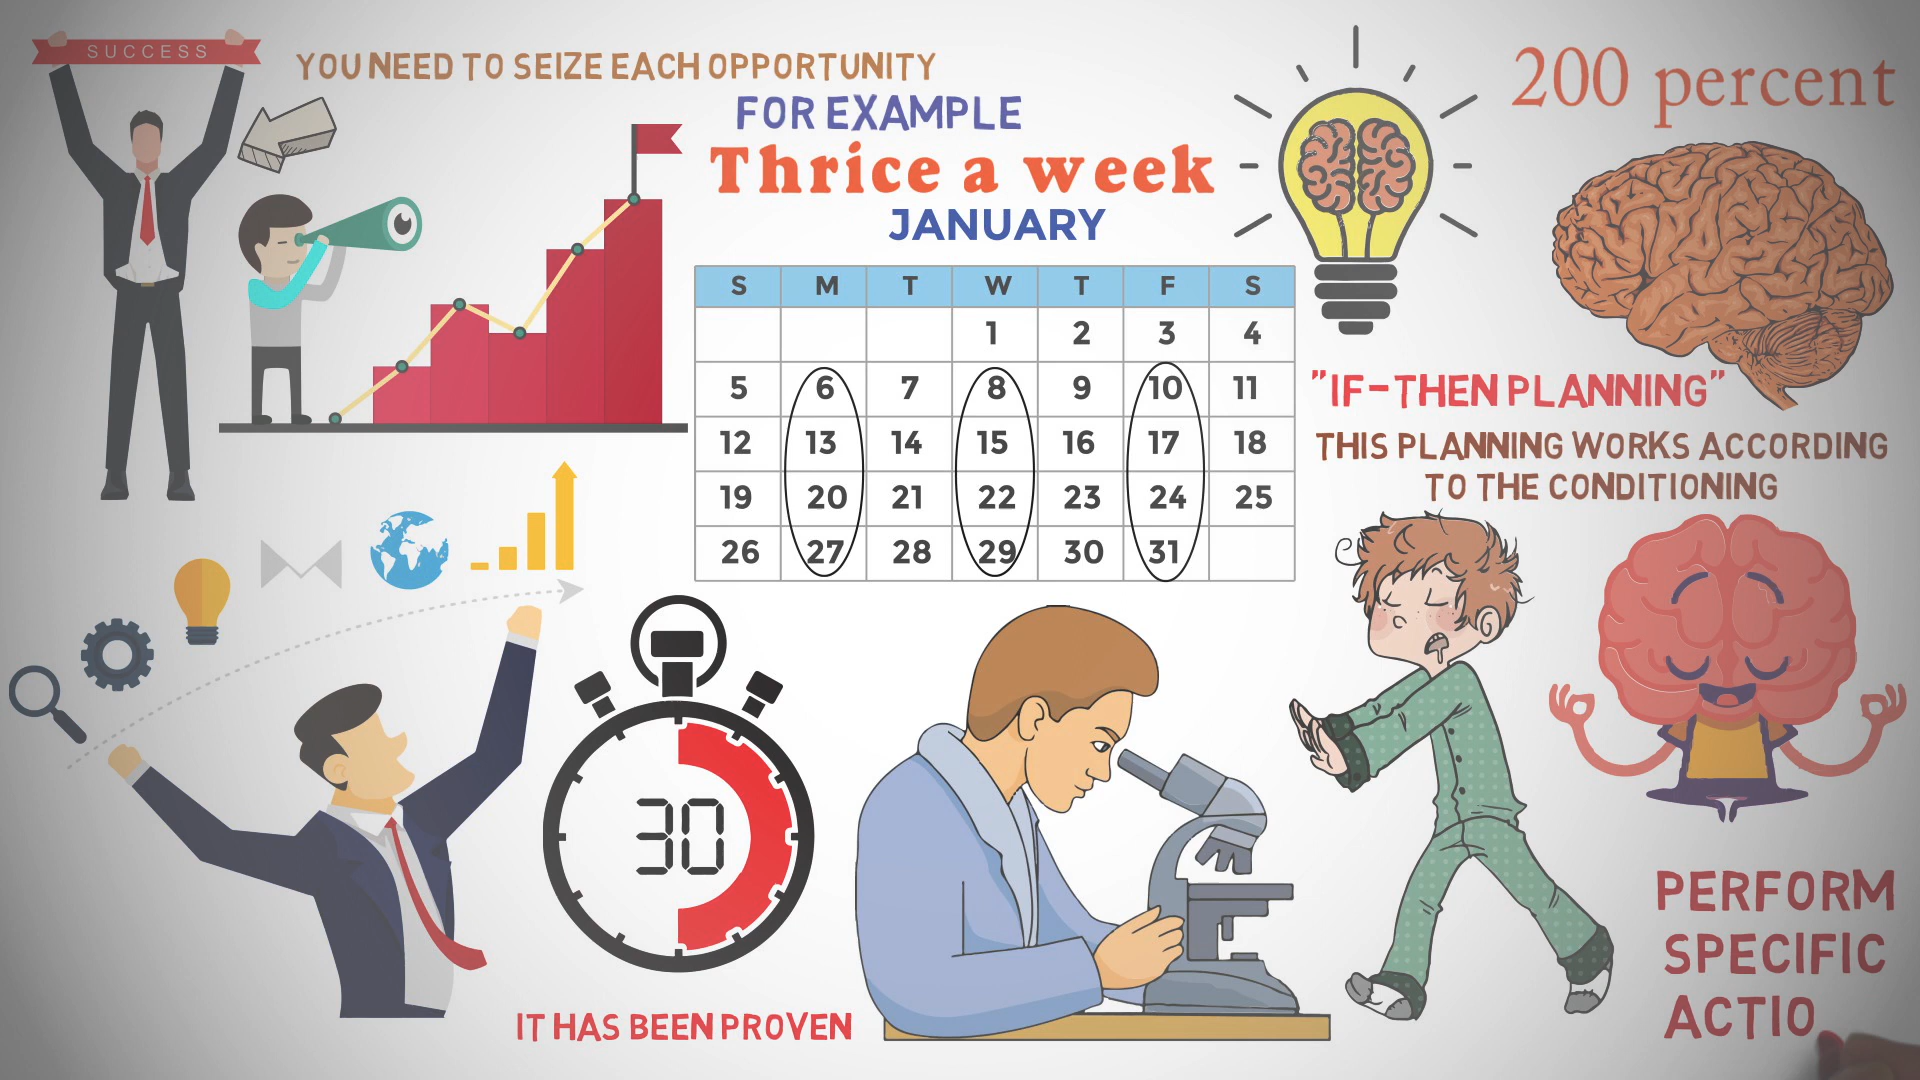 SUCCESS
YOU NEED TO SEIZE EACH OPPORTUNITY
FOR EXAMPLE
Thrice a week
JANUARY
S M T W T F S
1 2 3 4
5 6 7 8 9 10 11
12 13 14 15 16 17 18
19 20 21 22 23 24 25
26 27 28 29 30 31
200 percent
"IF-THEN PLANNING"
THIS PLANNING WORKS ACCORDING
TO THE CONDITIONING
30
IT HAS BEEN PROVEN
PERFORM
SPECIFIC
ACTIO